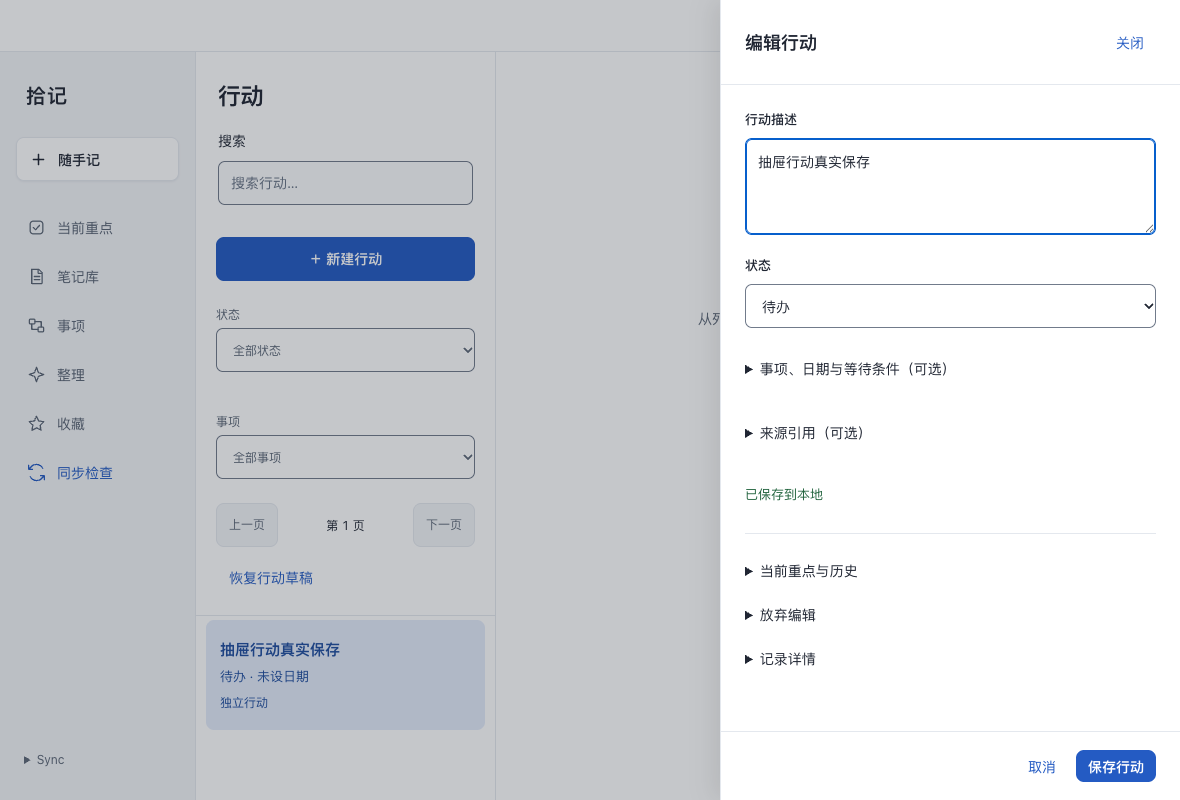 拾记
+ 随手记
当前重点
笔记库
事项
整理
收藏
同步检查
Sync
行动
搜索
搜索行动...
+ 新建行动
状态
全部状态
事项
全部事项
上一页
第 1 页
下一页
恢复行动草稿
抽屉行动真实保存
待办 · 未设日期
独立行动
从列
编辑行动
关闭
行动描述
抽屉行动真实保存
状态
待办
事项、日期与等待条件（可选）
来源引用（可选）
已保存到本地
当前重点与历史
放弃编辑
记录详情
取消
保存行动